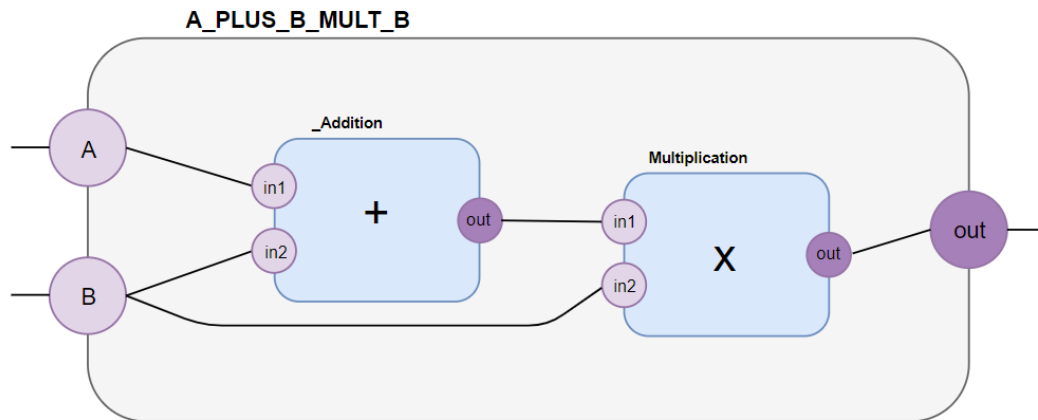 A_PLUS_B_MULT_B
_Addition
Multiplication
A
in1
+
out
in1
out
out
in2
X
B
in2